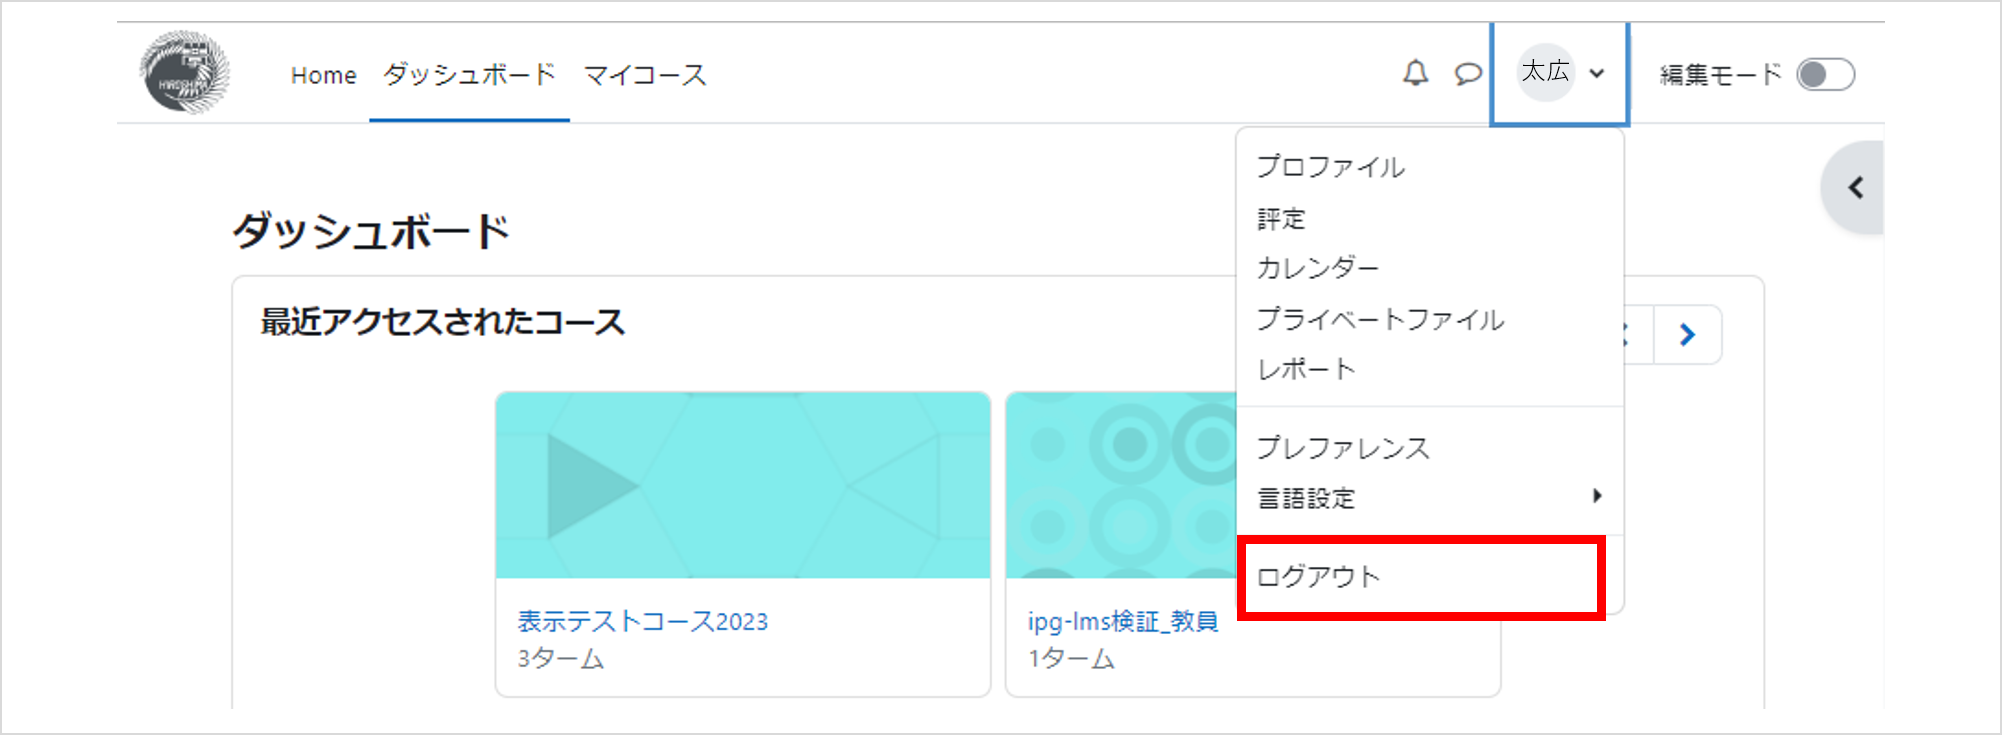 HIROSHIMA
Home ダッシュボード マイコース 太広 編集モード
プロファイル
評定
カレンダー
プライベートファイル
レポート
プレファレンス
言語設定
ログアウト
ダッシュボード
最近アクセスされたコース
表示テストコース2023
3ターム
ipg-lms検証_教員
1ターム